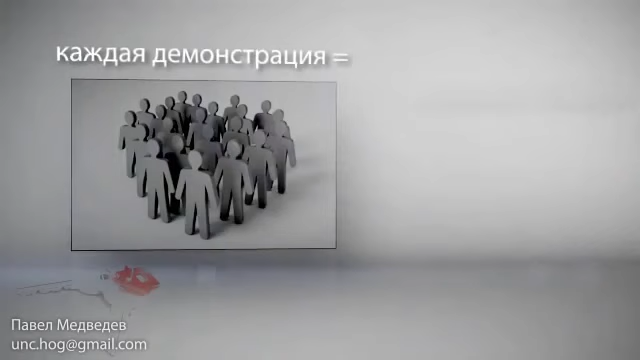 каждая демонстрация =
Павел Медведев
unc.hog@gmail.com